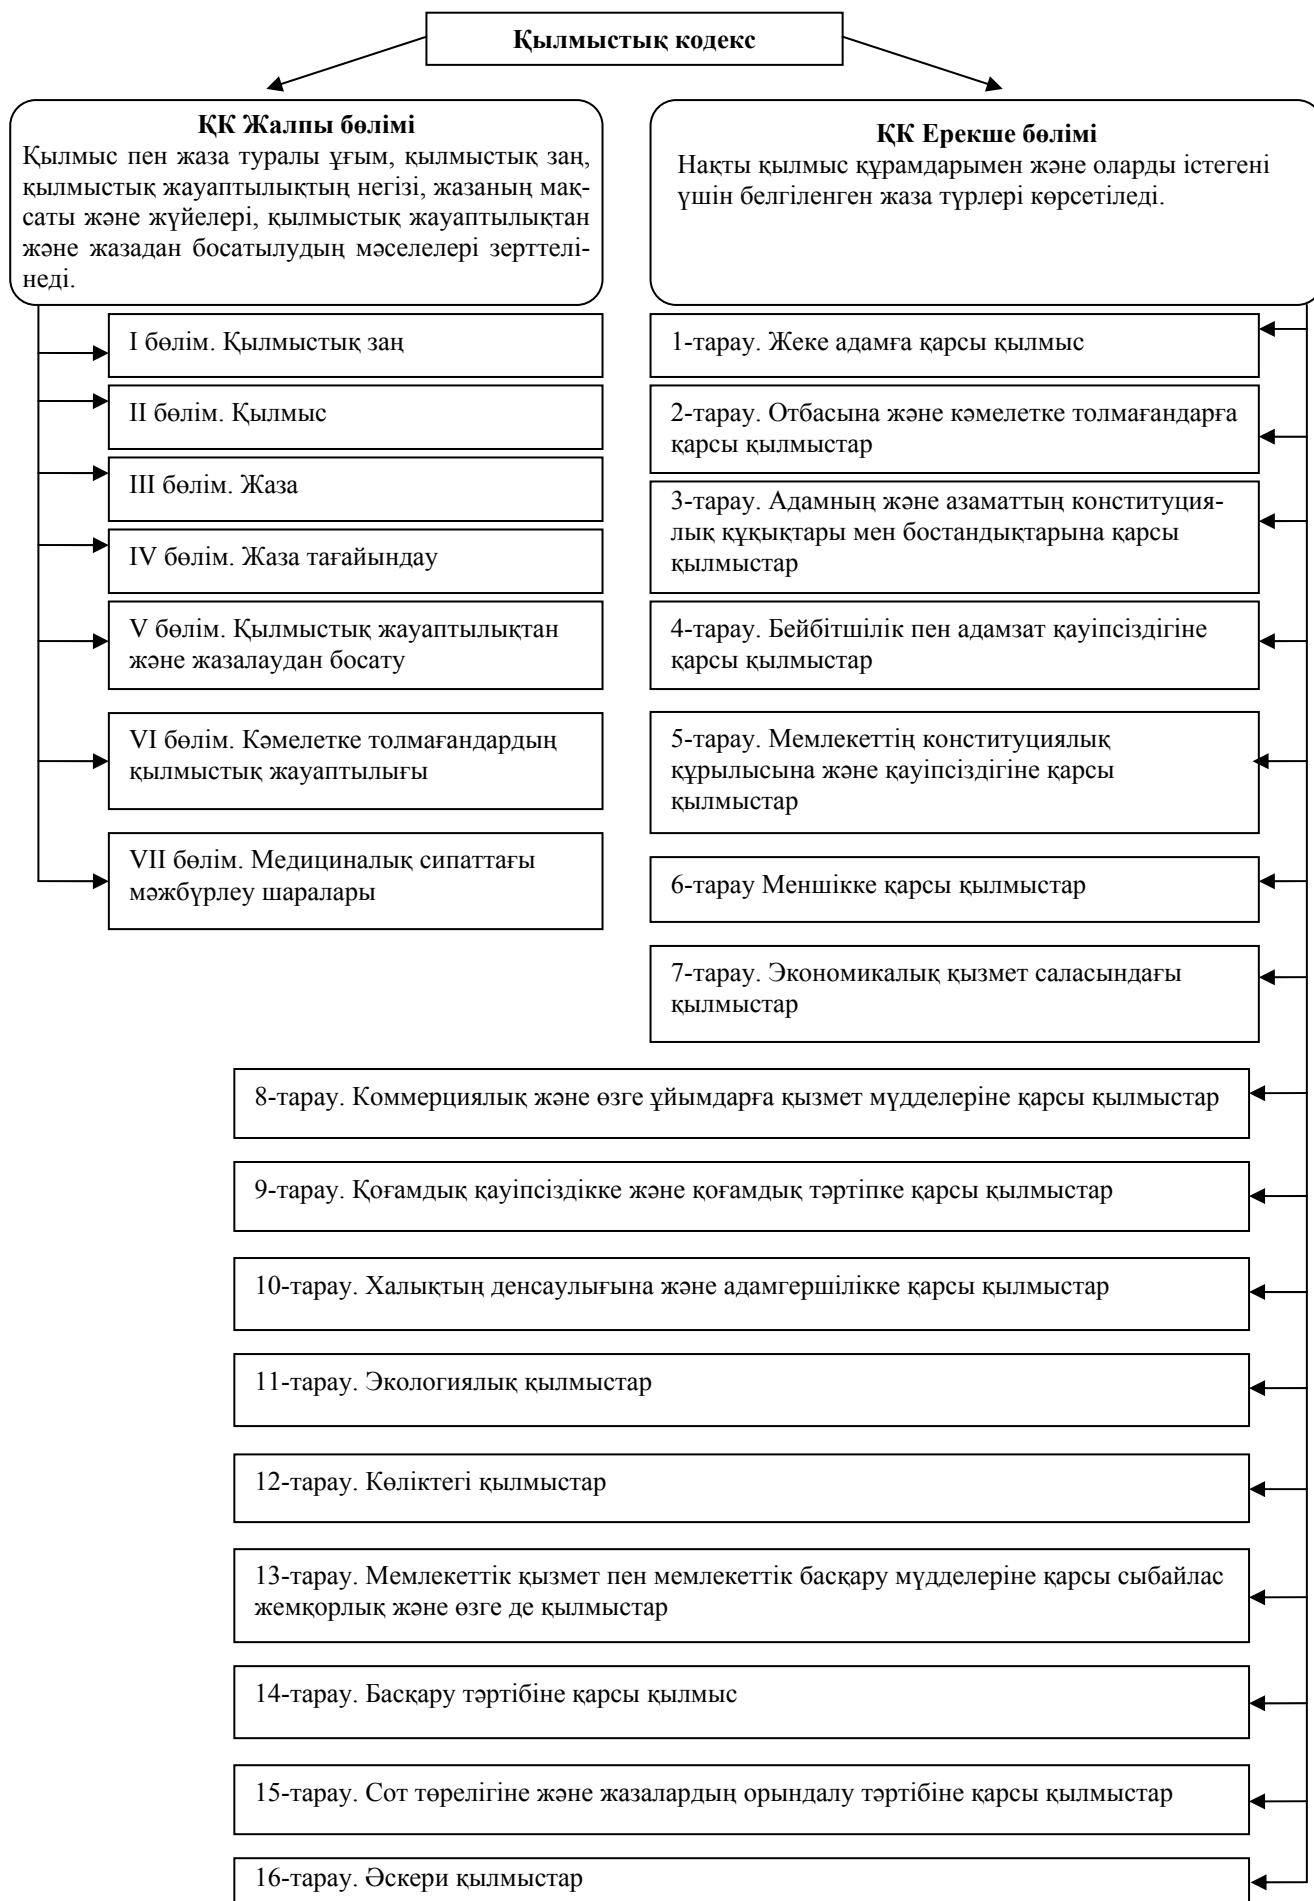 Қылмыстық кодекс
ҚК Жалпы бөлімі
Қылмыс пен жаза туралы ұғым, қылмыстық заң,
қылмыстық жауаптылықтың негізі, жазаның мақ-
саты және жүйелері, қылмыстық жауаптылықтан
және жазадан босатылудың мәселелері зерттелі-
неді.
I бөлім. Қылмыстық заң
II бөлім. Қылмыс
III бөлім. Жаза
IV бөлім. Жаза тағайындау
V бөлім. Қылмыстық жауаптылықтан
және жазалаудан босату
VI бөлім. Кәмелетке толмағандардың
қылмыстық жауаптылығы
VII бөлім. Медициналық сипаттағы
мәжбүрлеу шаралары
ҚК Ерекше бөлімі
Нақты қылмыс құрамдарымен және оларды істегені
үшін белгіленген жаза түрлері көрсетіледі.
1-тарау. Жеке адамға қарсы қылмыс
2-тарау. Отбасына және кәмелетке толмағандарға
қарсы қылмыстар
3-тарау. Адамның және азаматтың конституция-
лық құқықтары мен бостандықтарына қарсы
қылмыстар
4-тарау. Бейбітшілік пен адамзат қауіпсіздігіне
қарсы қылмыстар
5-тарау. Мемлекеттің конституциялық
құрылысына және қауіпсіздігіне қарсы
қылмыстар
6-тарау Меншікке қарсы қылмыстар
7-тарау. Экономикалық қызмет саласындағы
қылмыстар
8-тарау. Коммерциялық және өзге ұйымдарға қызмет мүдделеріне қарсы қылмыстар
9-тарау. Қоғамдық қауіпсіздікке және қоғамдық тәртіпке қарсы қылмыстар
10-тарау. Халықтың денсаулығына және адамгершілікке қарсы қылмыстар
11-тарау. Экологиялық қылмыстар
12-тарау. Көліктегі қылмыстар
13-тарау. Мемлекеттік қызмет пен мемлекеттік басқару мүдделеріне қарсы сыбайлас
жемқорлық және өзге де қылмыстар
14-тарау. Басқару тәртібіне қарсы қылмыс
15-тарау. Сот төрелігіне және жазалардың орындалу тәртібіне қарсы қылмыстар
16-тарау. Әскери қылмыстар